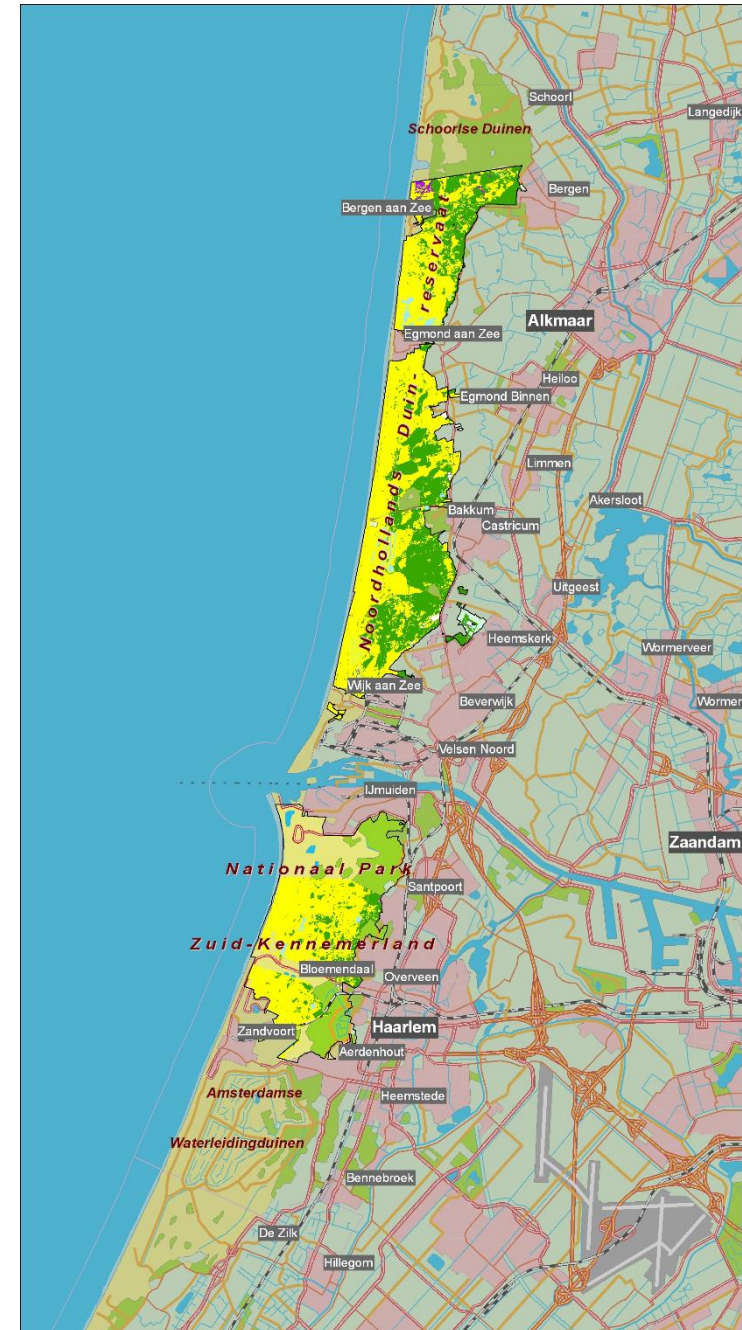 Schoorl
Langedijk
Schoorlse Duinen
Bergen
Bergen aan Zee
reservaat
Alkmaar
Egmond aan Zee
Heiloo
Egmond Binnen
Noordhollands Duin-
Limmen
Akersloot
Bakkum
Castricum
Uitgeest
Heemskerk
Wormerveer
Wijk aan Zee
Beverwijk
Wormer
Velsen Noord
IJmuiden
Zaandam
Nationaal Park
Santpoort
Zuid-Kennemerland
Bloemendaal
Overveen
Zandvoort
Haarlem
Aerdenhout
Amsterdamse
Heemstede
Waterleidingduinen
Bennebroek
De Zilk
Hillegom